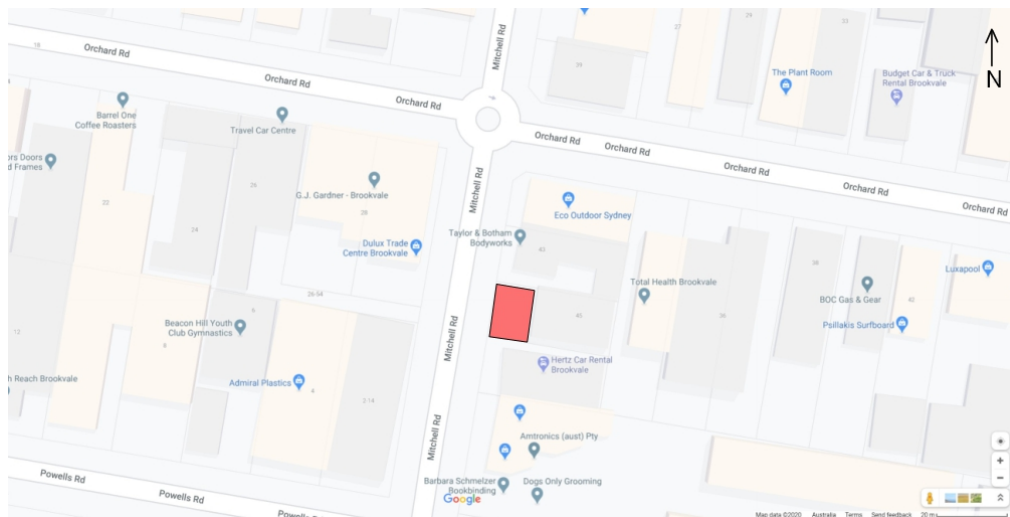 18
Orchard Rd
Orchard Rd
Orchard Rd
Mitchell Rd
39
37
29
33
The Plant Room
Budget Car & Truck
Rental Brookvale
N
Barrel One
Coffee Roasters
Travel Car Centre
Orchard Rd
Orchard Rd
Orchard Rd
Orchard Rd
Orchard Rd
ors Doors
d Frames
26
G.J. Gardner - Brookvale
28
20
24
Mitchell Rd
Eco Outdoor Sydney
Taylor & Botham
Bodyworks
40
Dulux Trade
Centre Brookvale
38
Luxapool
Total Health Brookvale
BOC Gas & Gear
42
Psillakis Surfboard
26-54
5
Beacon Hill Youth
Club Gymnastics
12
6
Mitchell Rd
36
Hertz Car Rental
Brookvale
h Reach Brookvale
Admiral Plastics
4
2-14
Mitchell Rd
Amtronics (aust) Pty
Powells Rd
Powells Rd
Powells Rd
Barbara Schmelzer
Bookbinding
Dogs Only Grooming
Google
Map data ©2020 Australia Terms Send feedback 20 m